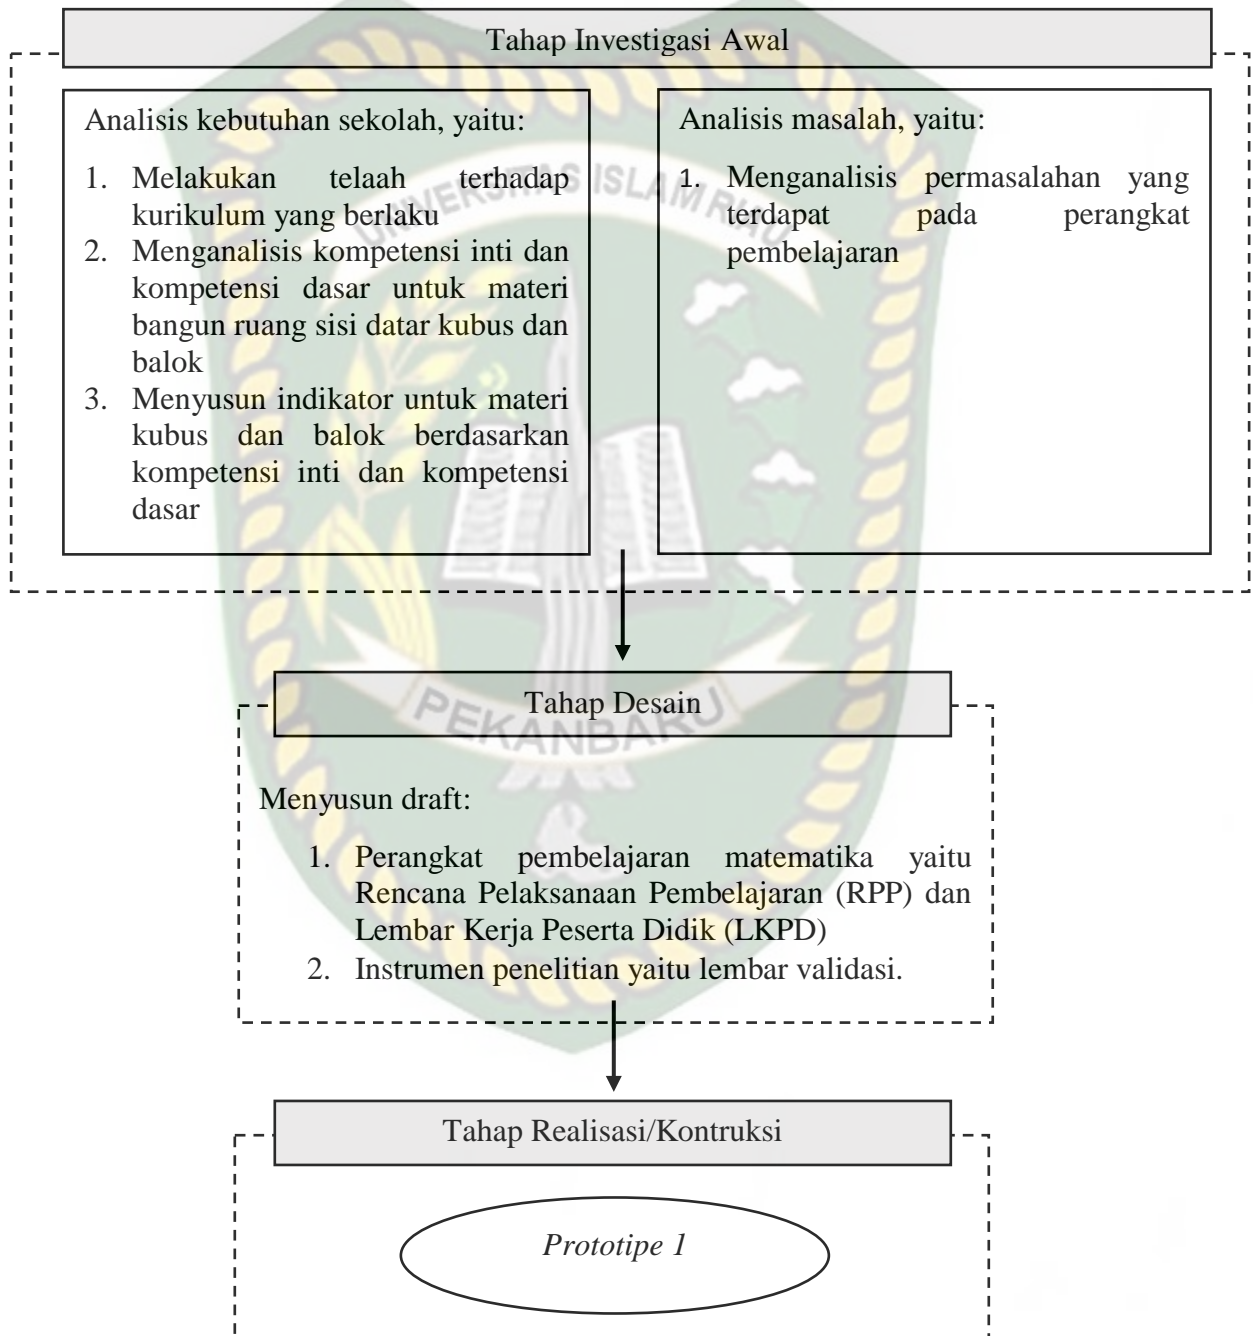 Tahap Investigasi Awal
Analisis kebutuhan sekolah, yaitu:
1. Melakukan telaah terhadap
kurikulum yang berlaku
2. Menganalisis kompetensi inti dan
kompetensi dasar untuk materi
bangun ruang sisi datar kubus dan
balok
3. Menyusun indikator untuk materi
kubus dan balok berdasarkan
kompetensi inti dan kompetensi
dasar
Analisis masalah, yaitu:
1. Menganalisis permasalahan yang
terdapat pada perangkat
pembelajaran
UNIVERSITAS ISLAM RIAU
Tahap Desain
PEKANBARU
Menyusun draft:
1. Perangkat pembelajaran matematika yaitu
Rencana Pelaksanaan Pembelajaran (RPP) dan
Lembar Kerja Peserta Didik (LKPD)
2. Instrumen penelitian yaitu lembar validasi.
Tahap Realisasi/Kontruksi
Prototipe 1